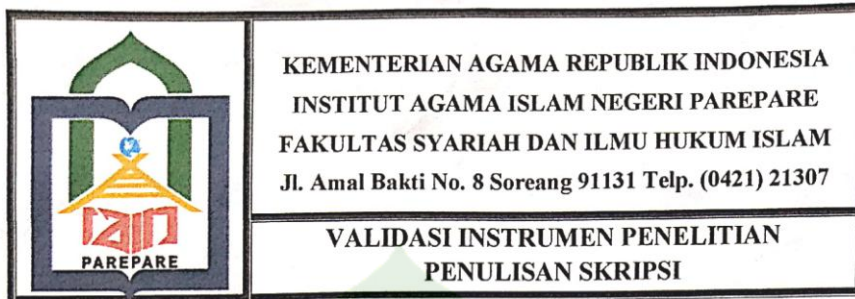 KEMENTERIAN AGAMA REPUBLIK INDONESIA
INSTITUT AGAMA ISLAM NEGERI PAREPARE
FAKULTAS SYARIAH DAN ILMU HUKUM ISLAM
Jl. Amal Bakti No. 8 Soreang 91131 Telp. (0421) 21307
VALIDASI INSTRUMEN PENELITIAN
PENULISAN SKRIPSI
IAIN
PAREPARE